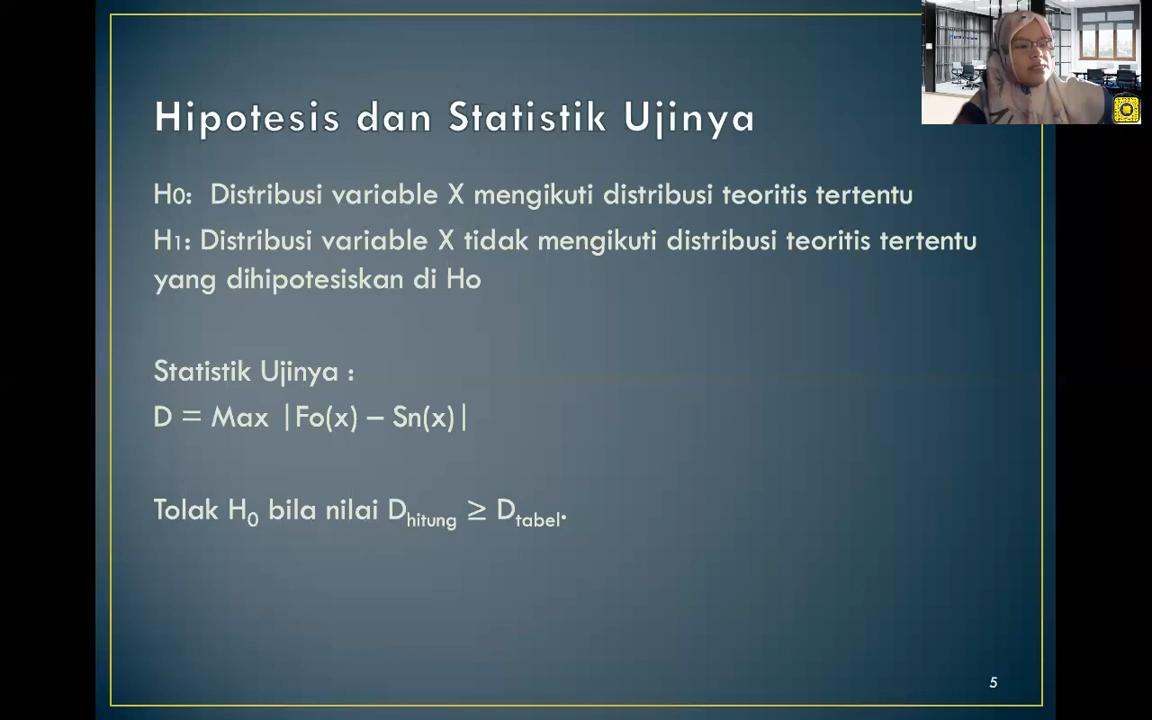 Hipotesis dan Statistik Ujinya
H0: Distribusi variable X mengikuti distribusi teoritis tertentu
H1: Distribusi variable X tidak mengikuti distribusi teoritis tertentu
yang dihipotesiskan di Ho
Statistik Ujinya :
D = Max |Fo(x) – Sn(x)|
Tolak H₀ bila nilai Dhitung ≥ Dtabel.
5